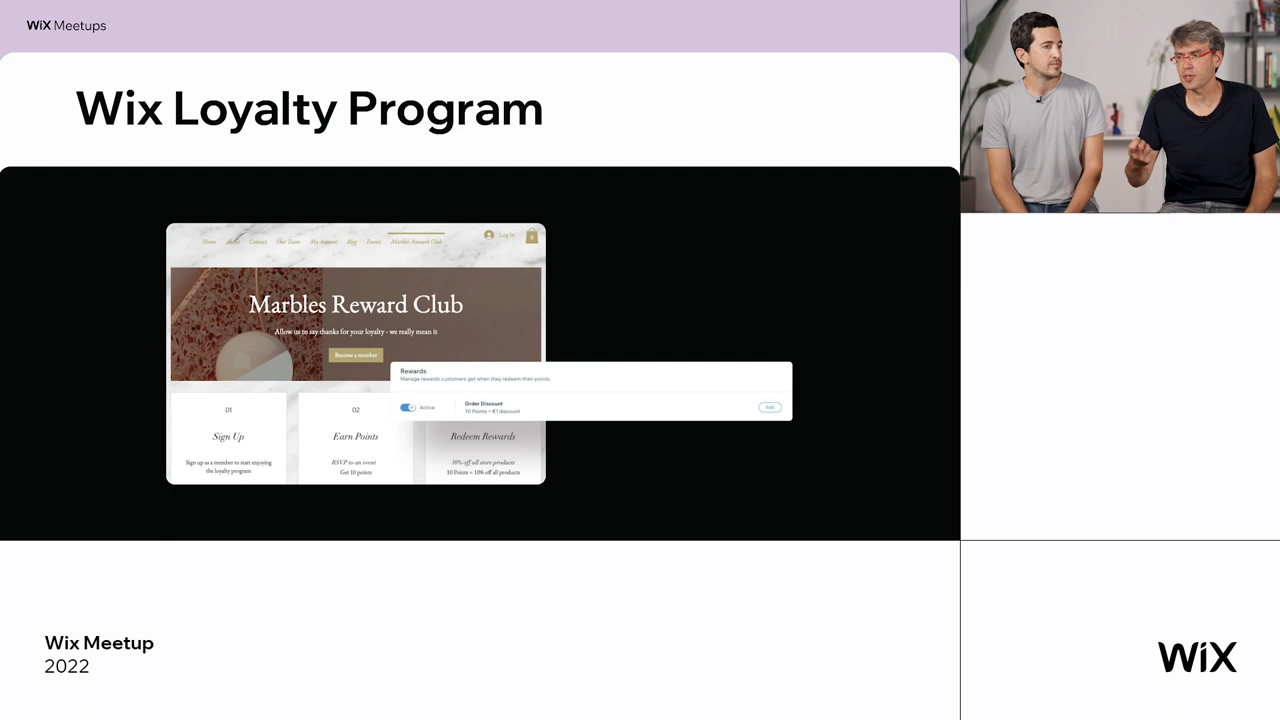 WiX Meetups
Wix Loyalty Program
Home About Contact Our Team My Account Blog Events Marbles Reward Club
Log In
0
Marbles Reward Club
Allow us to say thanks for your loyalty - we really mean it
Become a member
Rewards
Manage rewards customers get when they redeem their points.
Active
Order Discount
10 Points = €1 discount
Edit
01
Sign Up
Sign up as a member to start enjoying
the loyalty program
02
Earn Points
RSVP to an event
Get 10 points
Redeem Rewards
10% off all store products
10 Points = 10% off all products
Wix Meetup
2022
WiX